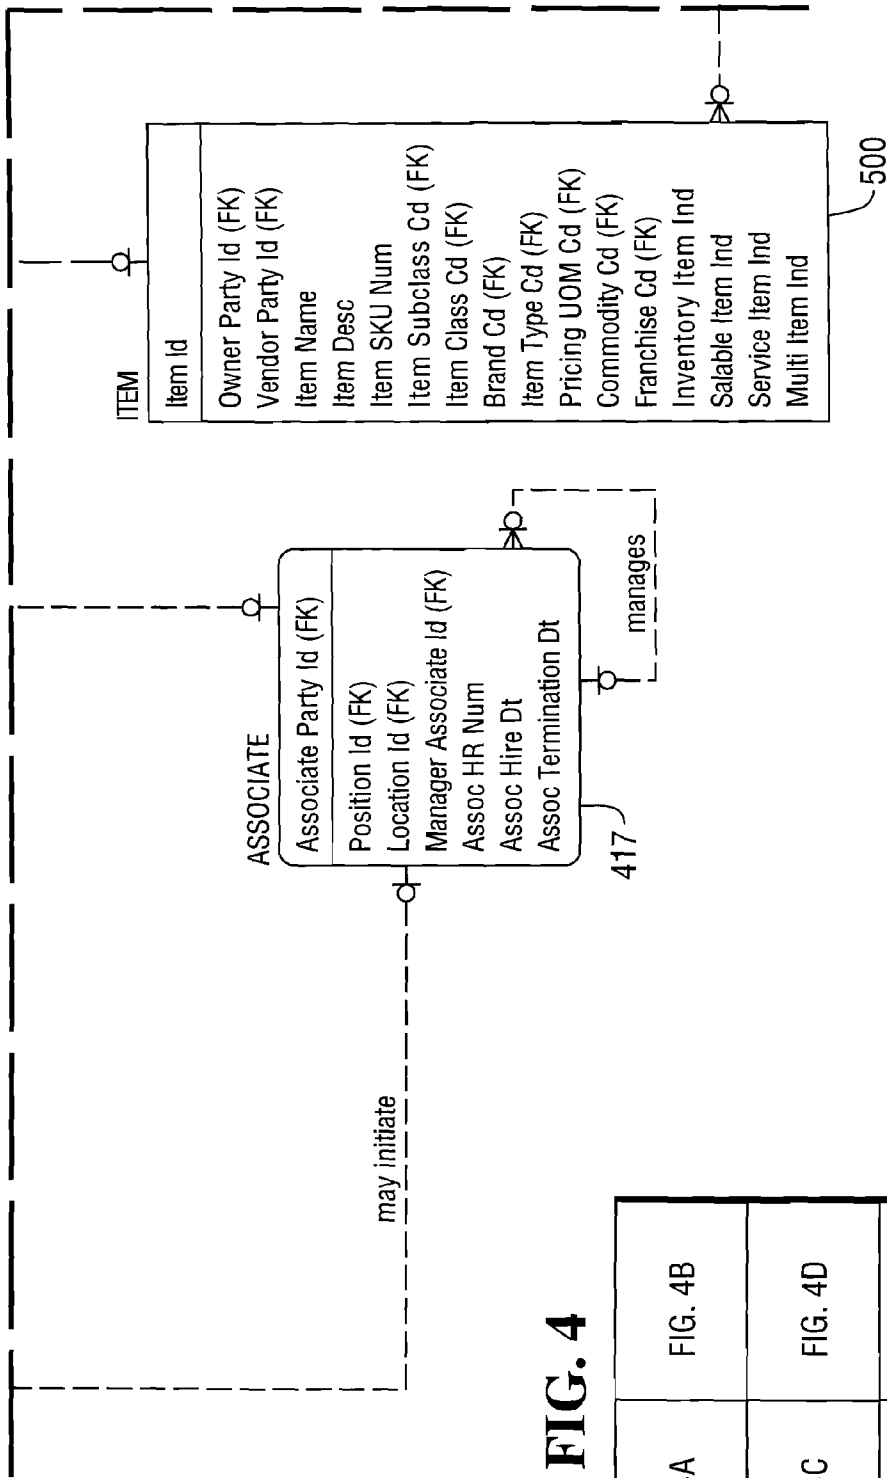 may initiate
ASSOCIATE
Associate Party Id (FK)
Position Id (FK)
Location Id (FK)
Manager Associate Id (FK)
Assoc HR Num
Assoc Hire Dt
Assoc Termination Dt
417
manages
ITEM
Item Id
Owner Party Id (FK)
Vendor Party Id (FK)
Item Name
Item Desc
Item SKU Num
Item Subclass Cd (FK)
Item Class Cd (FK)
Brand Cd (FK)
Item Type Cd (FK)
Pricing UOM Cd (FK)
Commodity Cd (FK)
Franchise Cd (FK)
Inventory Item Ind
Salable Item Ind
Service Item Ind
Multi Item Ind
500
FIG. 4
A
FIG. 4B
C
FIG. 4D